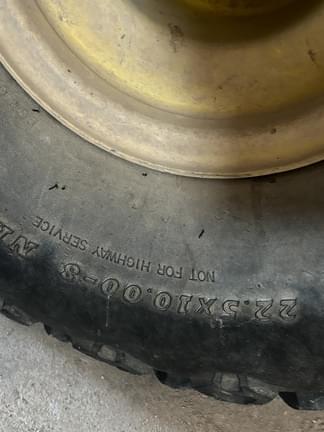 NOT FOR HIGHWAY SERVICE
22.5x10.00-8